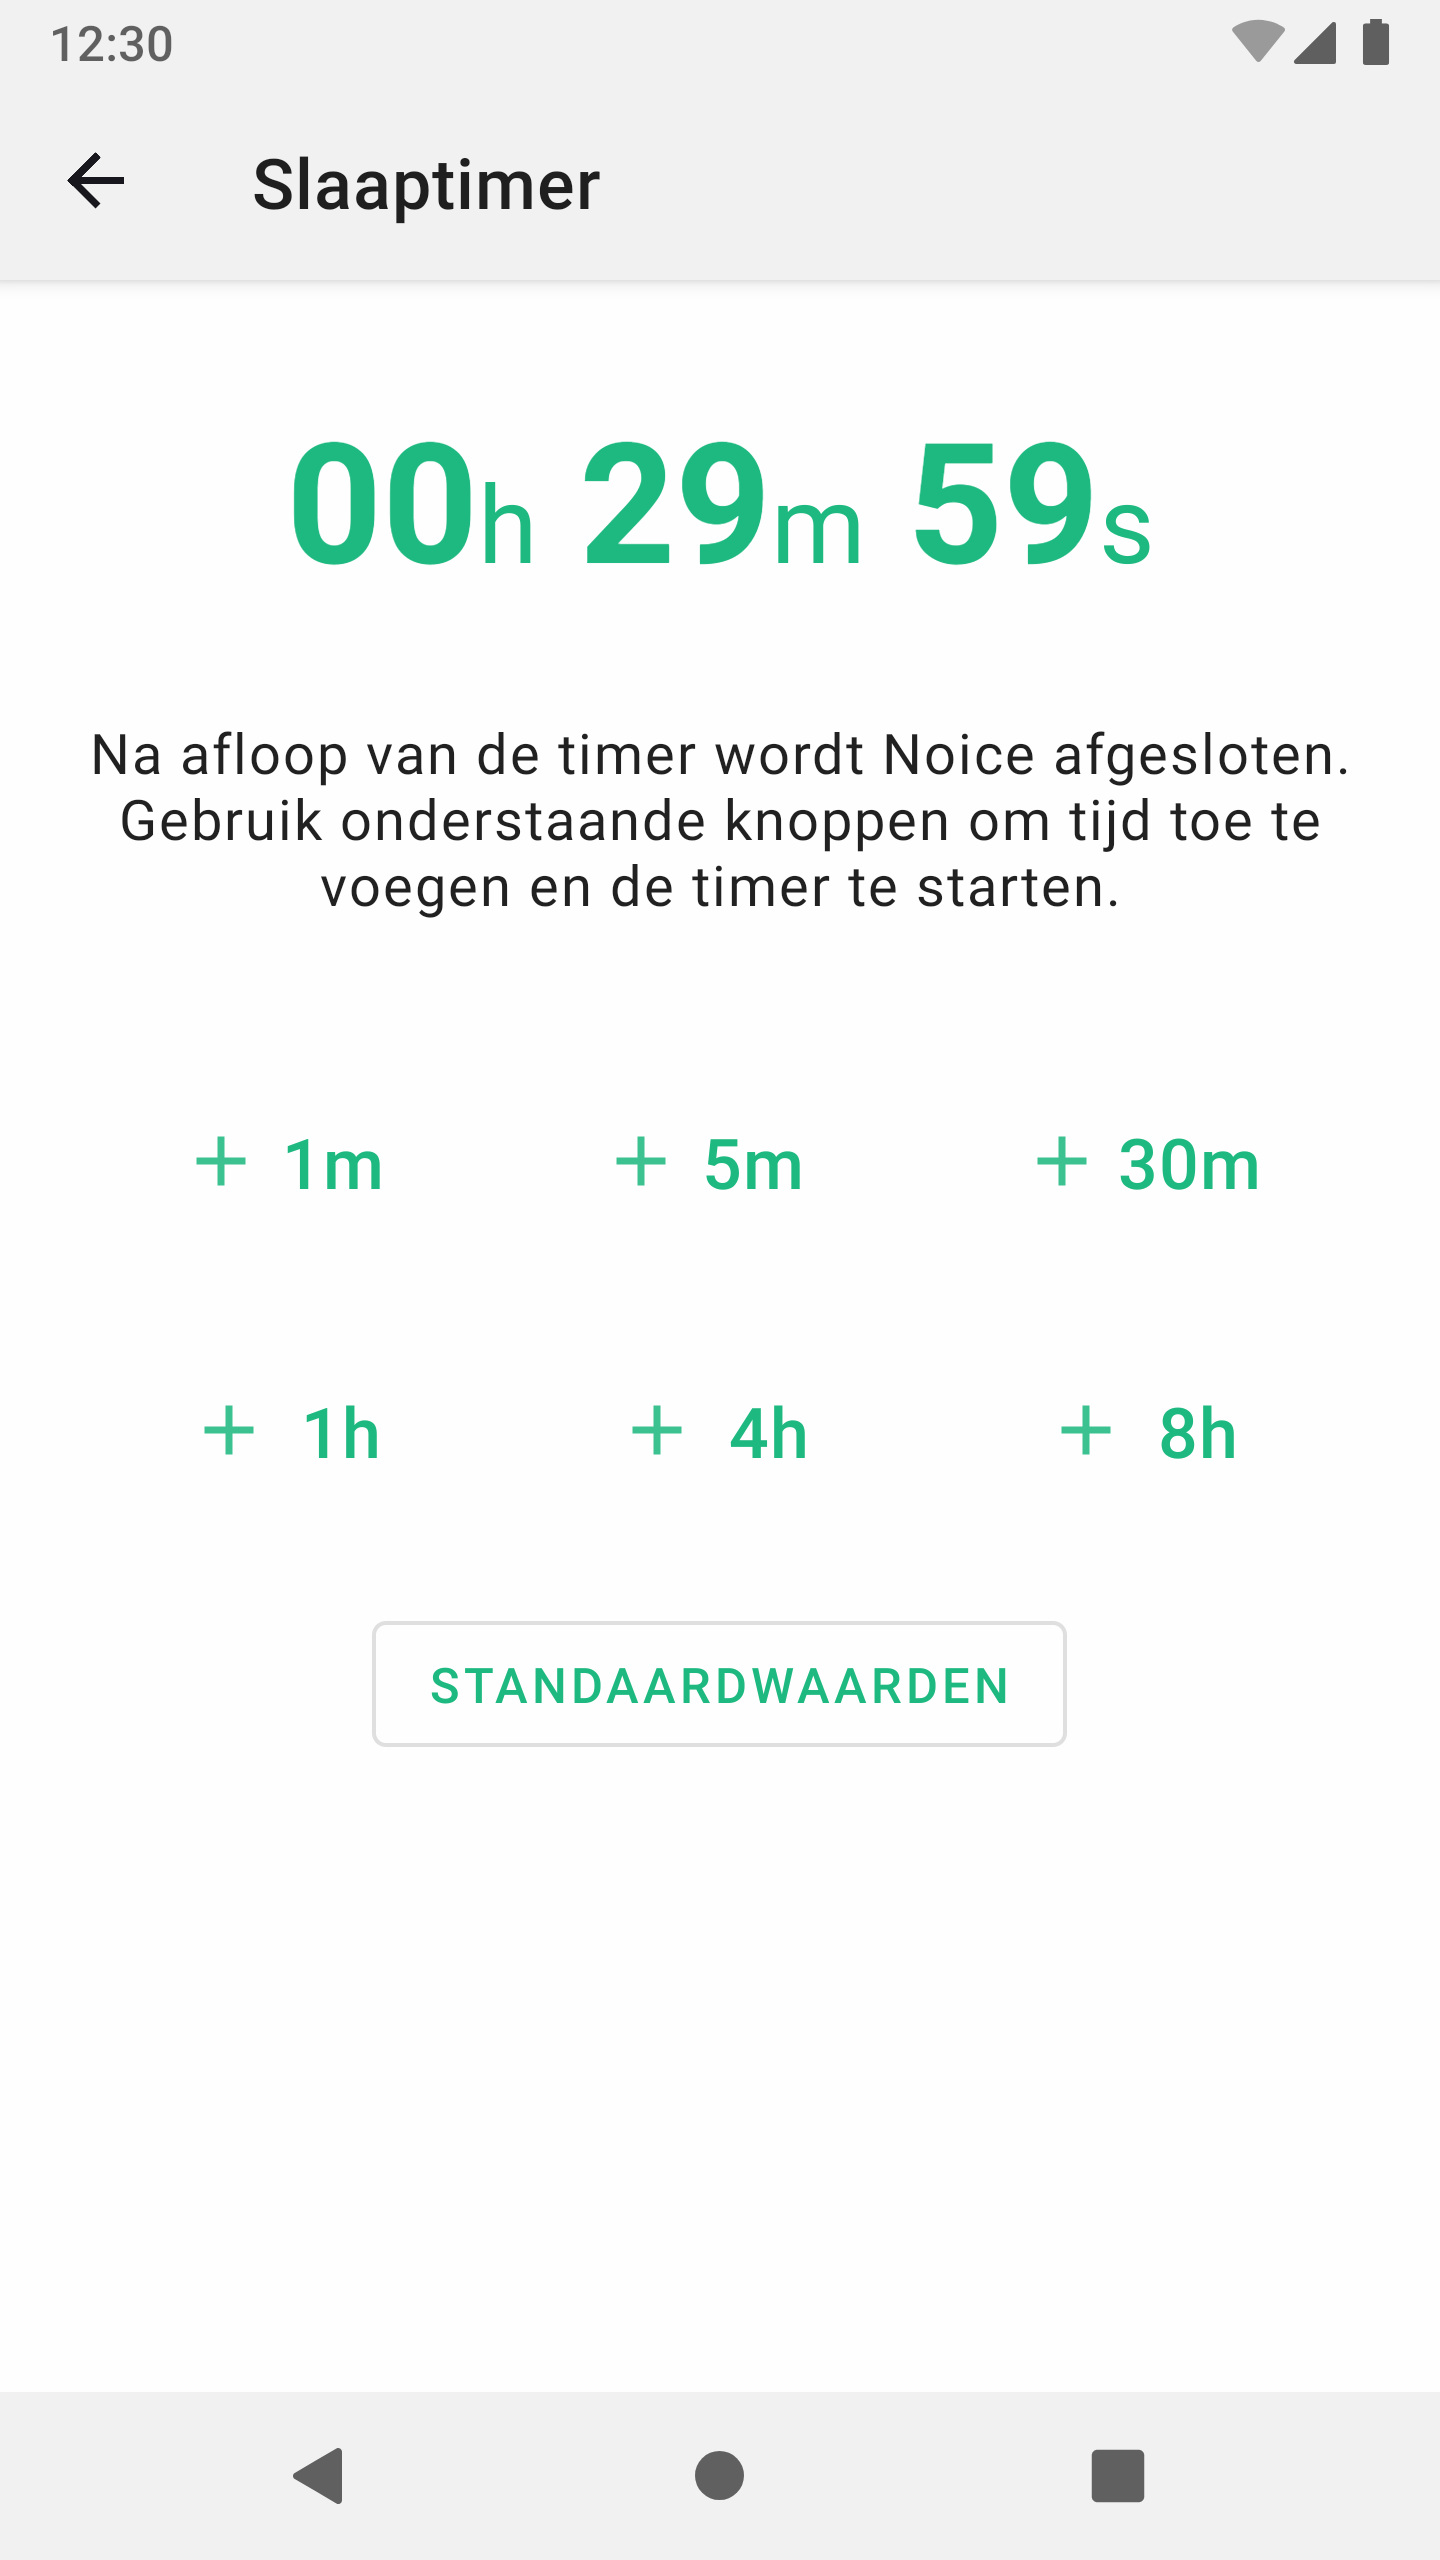 12:30
Slaaptimer
00h 29m 59s
Na afloop van de timer wordt Noice afgesloten.
Gebruik onderstaande knoppen om tijd toe te
voegen en de timer te starten.
+ 1m + 5m + 30m
+ 1h + 4h + 8h
STANDAARDWAARDEN